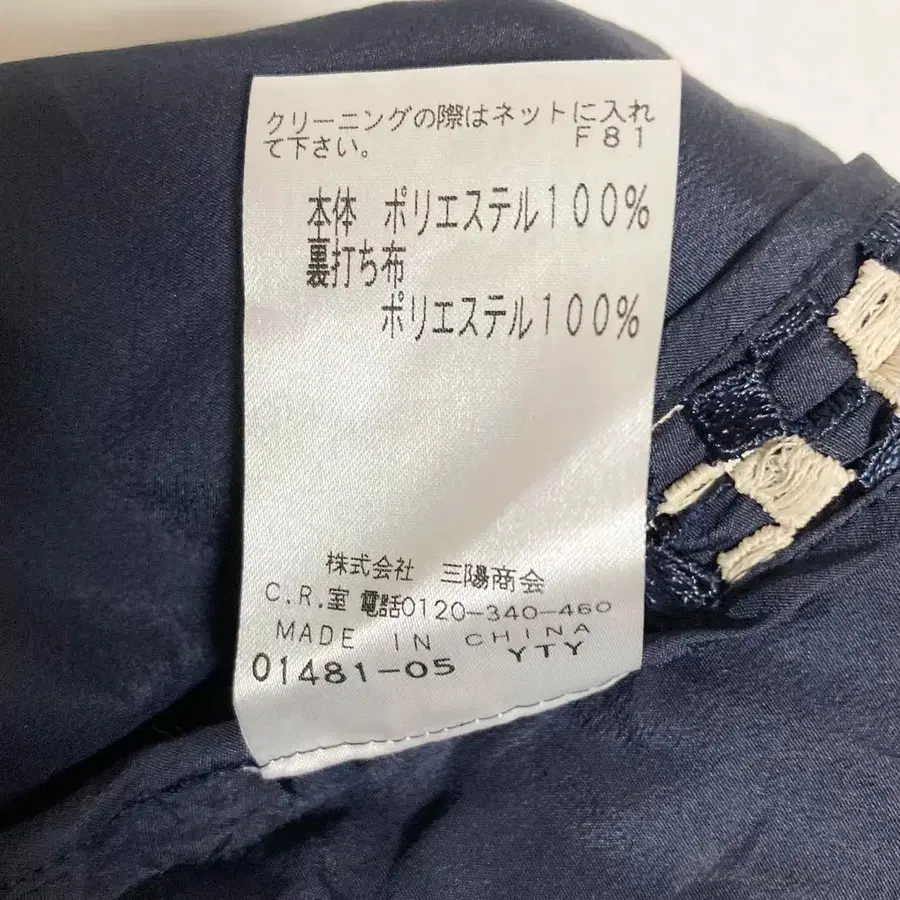 クリーニングの際はネットに入れ
て下さい。 F81
本体 ポリエステル100%
裏打ち布
ポリエステル100%
株式会社 三陽商会
C.R.室 電話0120-340-460
MADE IN CHINA
01481-05 YTY